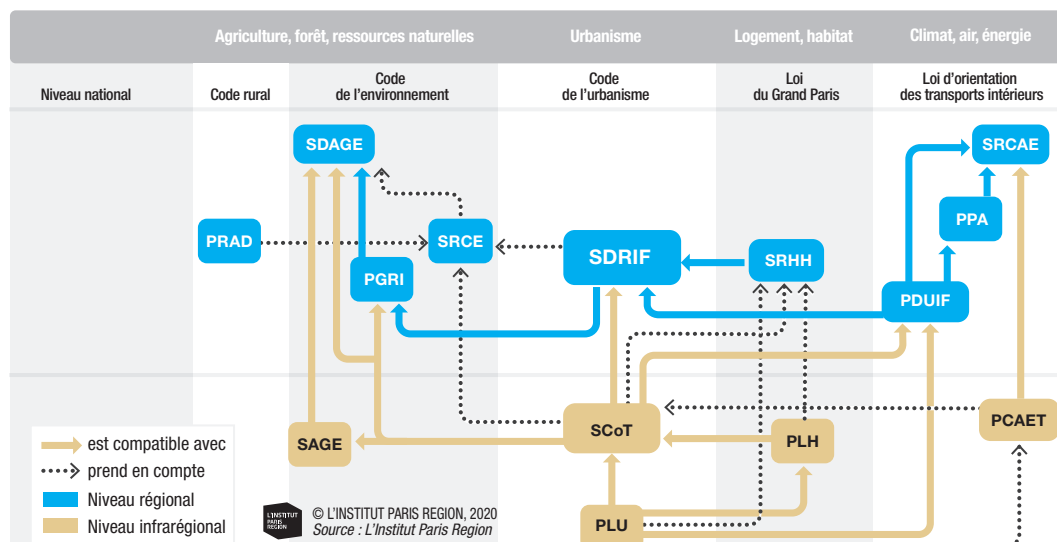 Agriculture, forêt, ressources naturelles
Urbanisme
Logement, habitat
Climat, air, énergie
Niveau national
Code rural
Code
de l'environnement
Code
de l'urbanisme
Loi
du Grand Paris
Loi d'orientation
des transports intérieurs
SDAGE
SRCAE
PPA
PRAD
SRCE
SDRIF
SRHH
PGRI
PDUIF
SCoT
PCAET
SAGE
PLH
PLU
est compatible avec
prend en compte
Niveau régional
Niveau infrarégional
L'INSTITUT
PARIS
REGION
© L'INSTITUT PARIS REGION, 2020
Source : L'Institut Paris Region